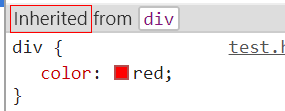 Inherited from div
div { test.h
color: red;
}